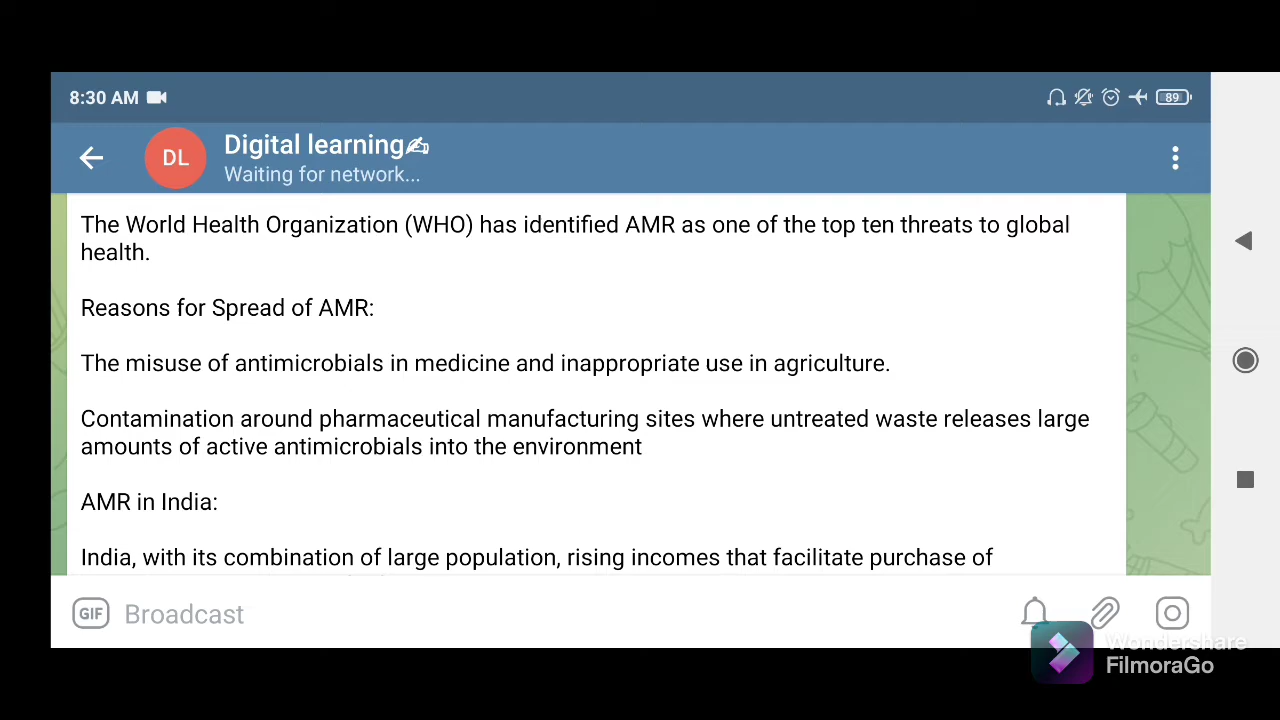 8:30 AM
89
DL
Digital learning✍
Waiting for network...
The World Health Organization (WHO) has identified AMR as one of the top ten threats to global
health.
Reasons for Spread of AMR:
The misuse of antimicrobials in medicine and inappropriate use in agriculture.
Contamination around pharmaceutical manufacturing sites where untreated waste releases large
amounts of active antimicrobials into the environment
AMR in India:
India, with its combination of large population, rising incomes that facilitate purchase of
GIF
Broadcast
Wondershare
FilmoraGo